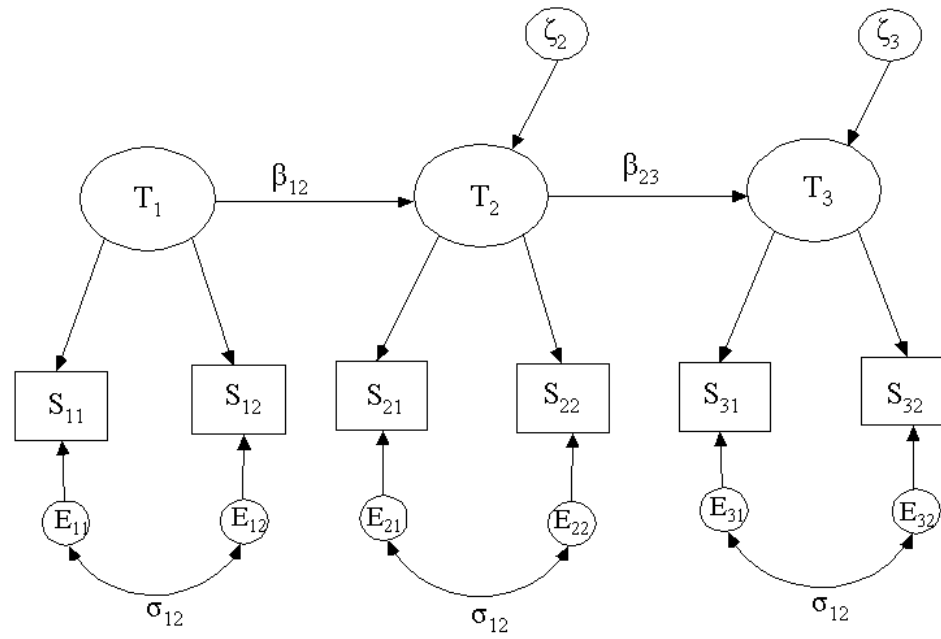 ζ₂ ζ₃
β₁₂ β₂₃
T₁ T₂ T₃
S₁₁ S₁₂ S₂₁ S₂₂ S₃₁ S₃₂
E₁₁ E₁₂ E₂₁ E₂₂ E₃₁ E₃₂
σ₁₂ σ₁₂ σ₁₂